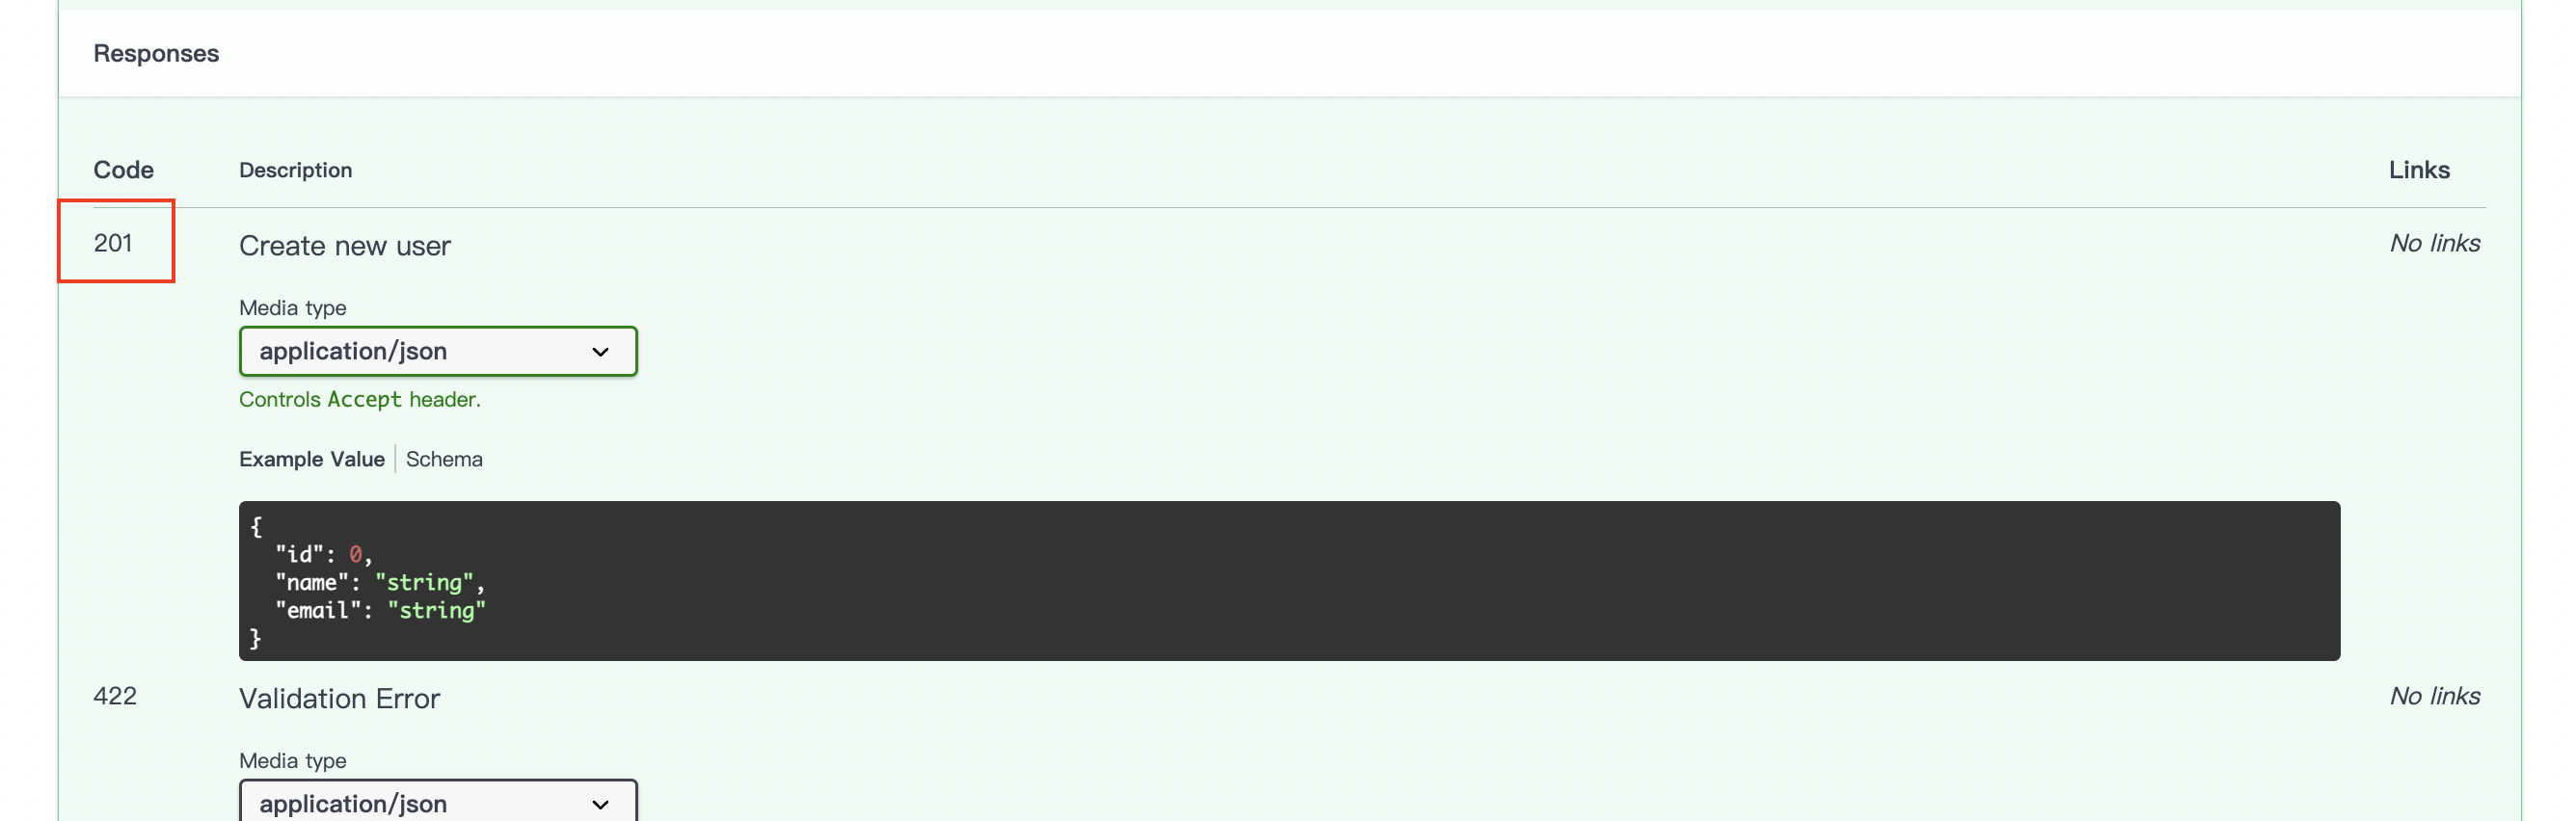 Responses
Code Description Links
201 Create new user No links
Media type
application/json
Controls Accept header.
Example Value Schema
{
  "id": 0,
  "name": "string",
  "email": "string"
}
422 Validation Error No links
Media type
application/json